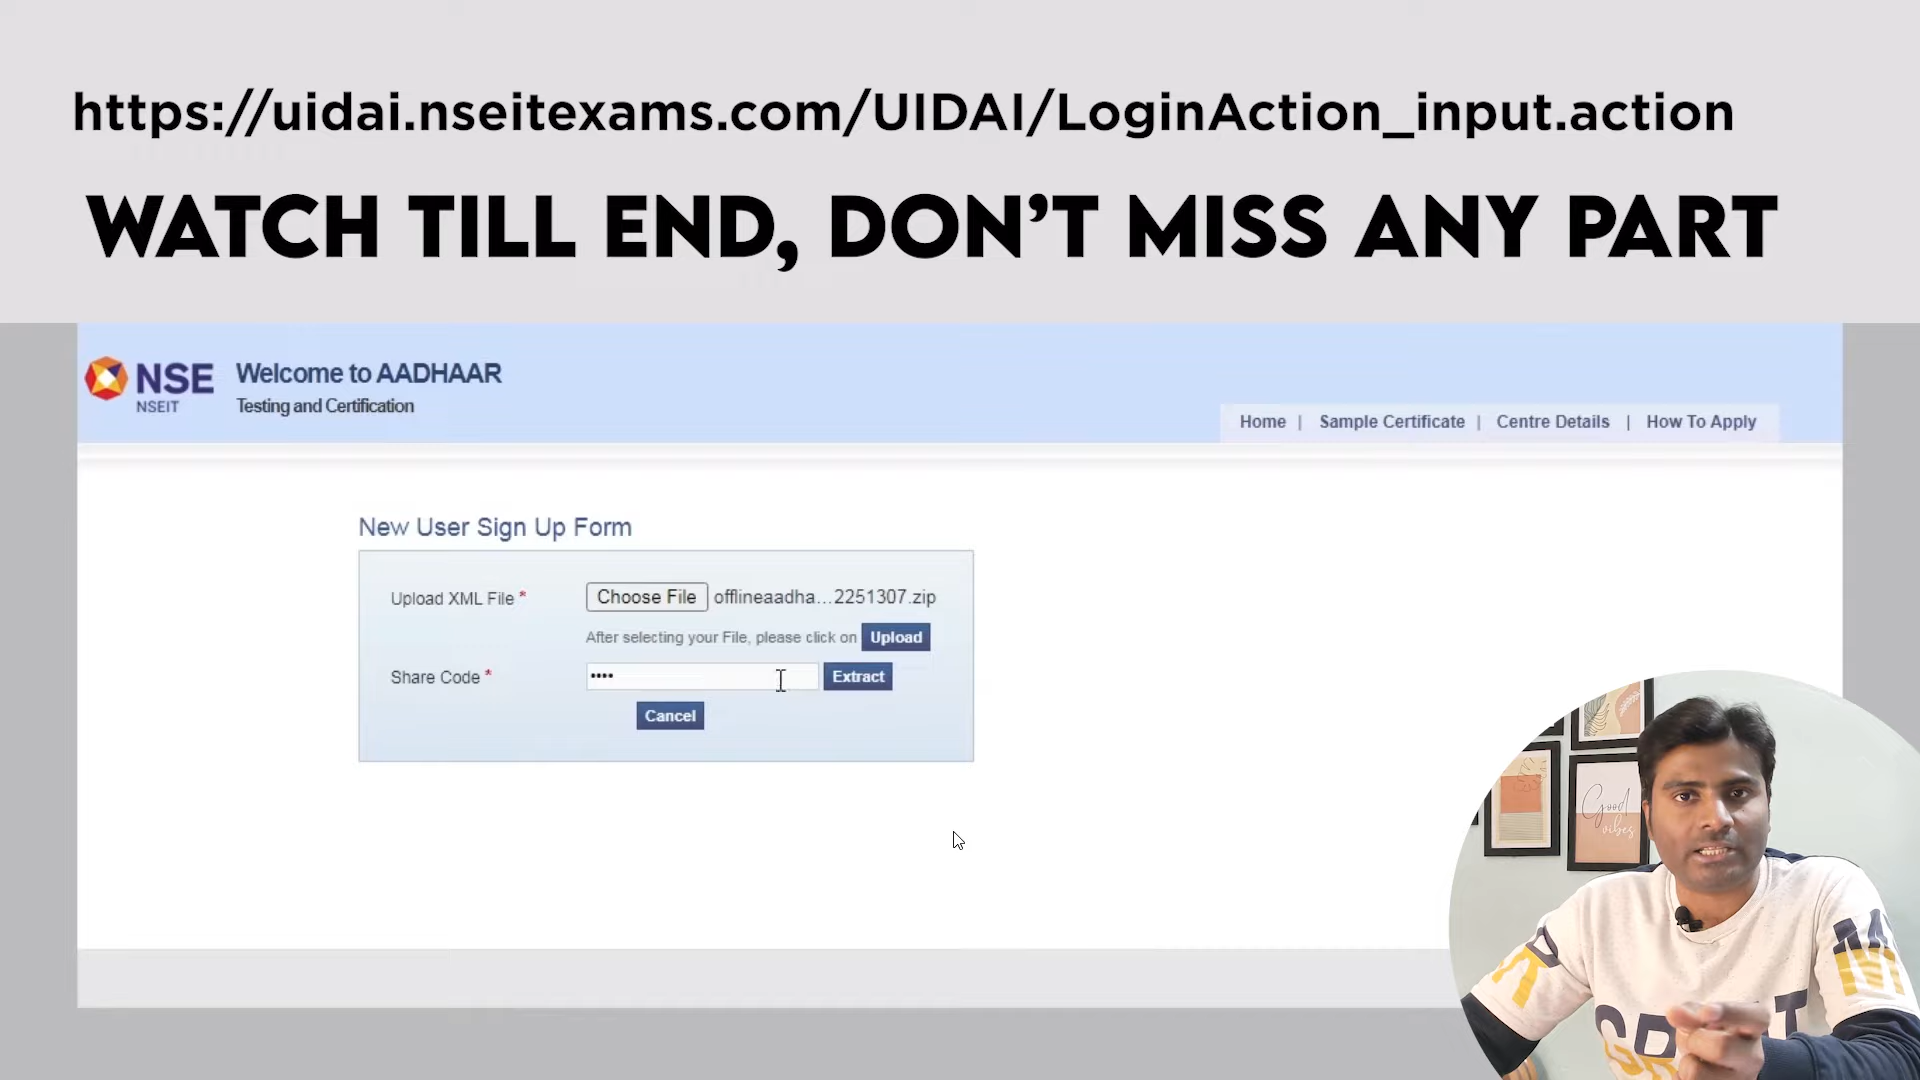 https://uidai.nseitexams.com/UIDAI/LoginAction_input.action
WATCH TILL END, DON'T MISS ANY PART
NSE
NSEIT
Welcome to AADHAAR
Testing and Certification
Home | Sample Certificate | Centre Details | How To Apply
New User Sign Up Form
Upload XML File * Choose File offlineaadha...2251307.zip
After selecting your File, please click on Upload
Share Code * •••• Extract
Cancel
Good
vibes